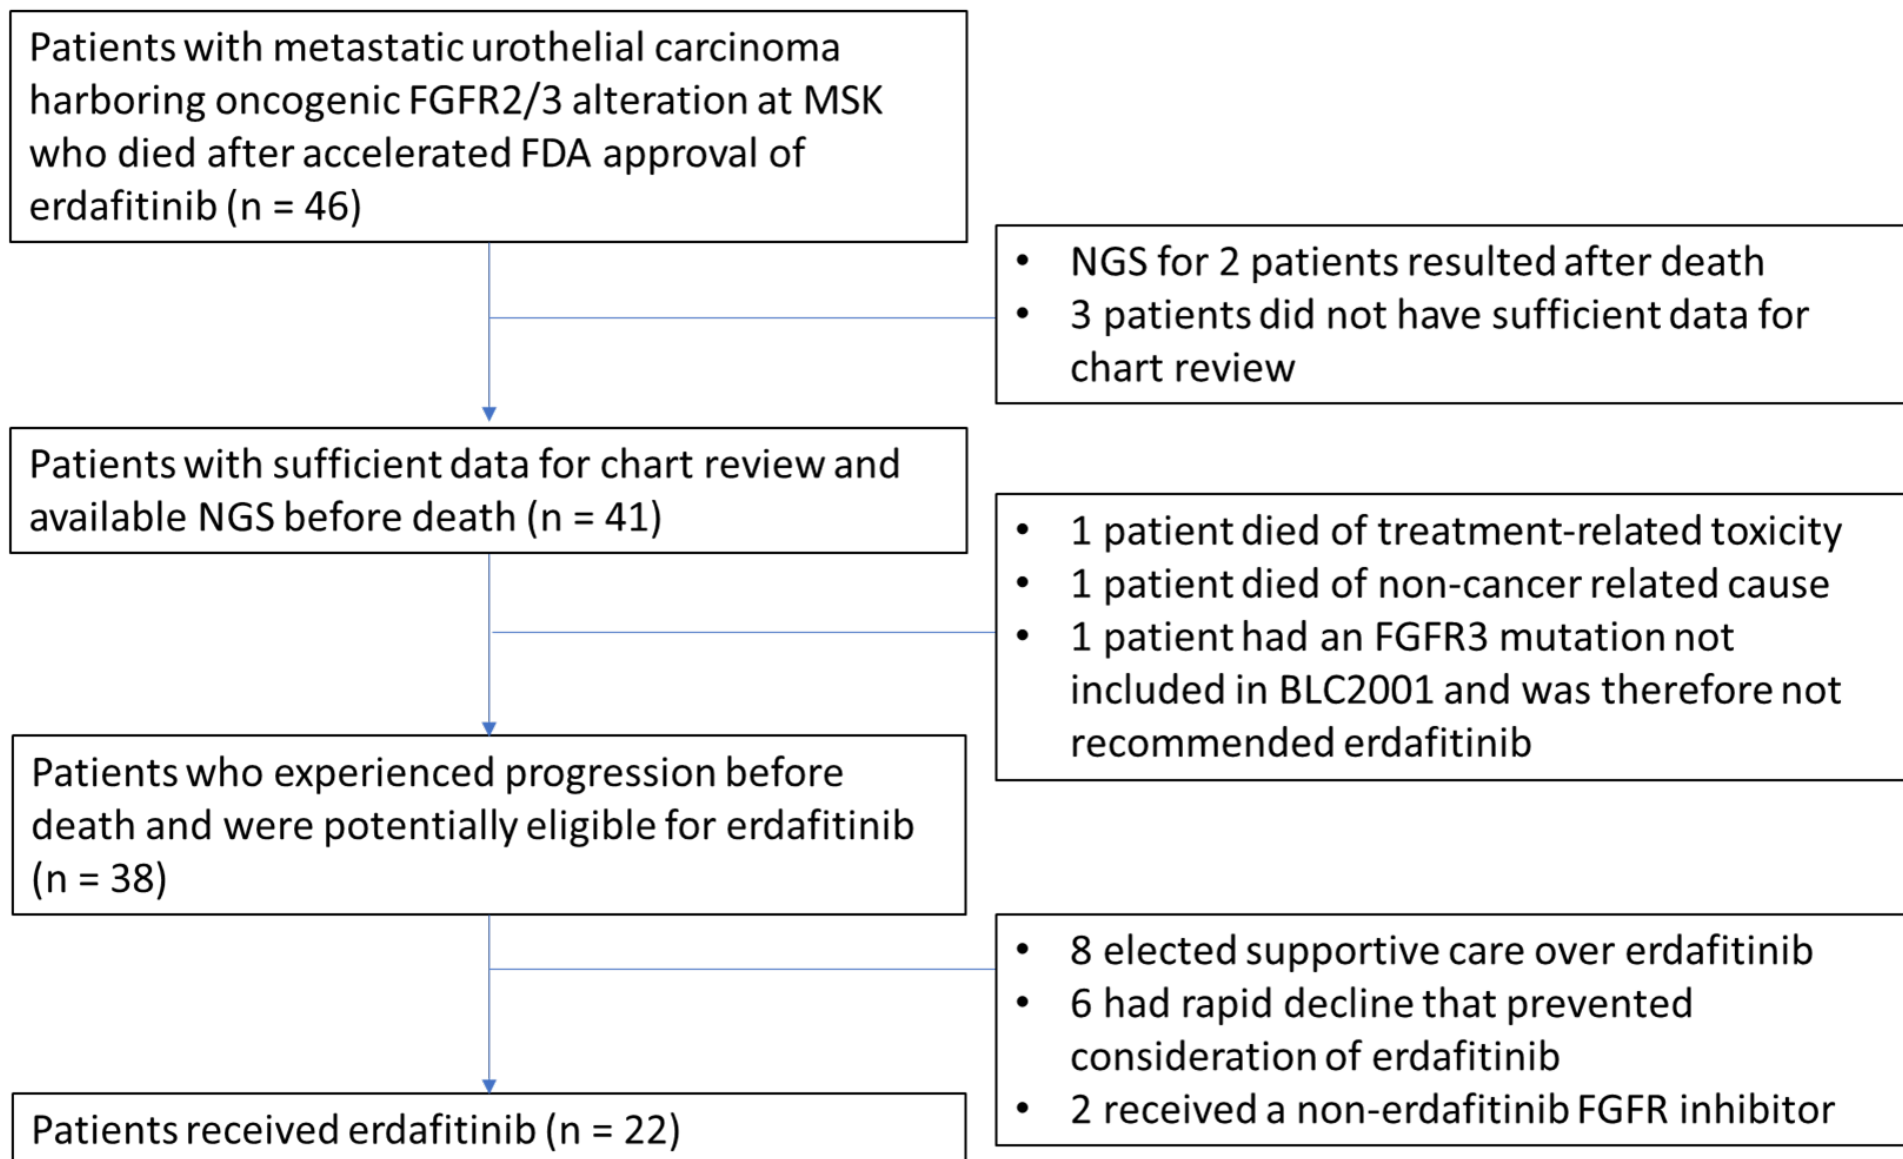 Patients with metastatic urothelial carcinoma
harboring oncogenic FGFR2/3 alteration at MSK
who died after accelerated FDA approval of
erdafitinib (n = 46)
• NGS for 2 patients resulted after death
• 3 patients did not have sufficient data for
chart review
Patients with sufficient data for chart review and
available NGS before death (n = 41)
• 1 patient died of treatment-related toxicity
• 1 patient died of non-cancer related cause
• 1 patient had an FGFR3 mutation not
included in BLC2001 and was therefore not
recommended erdafitinib
Patients who experienced progression before
death and were potentially eligible for erdafitinib
(n = 38)
• 8 elected supportive care over erdafitinib
• 6 had rapid decline that prevented
consideration of erdafitinib
• 2 received a non-erdafitinib FGFR inhibitor
Patients received erdafitinib (n = 22)